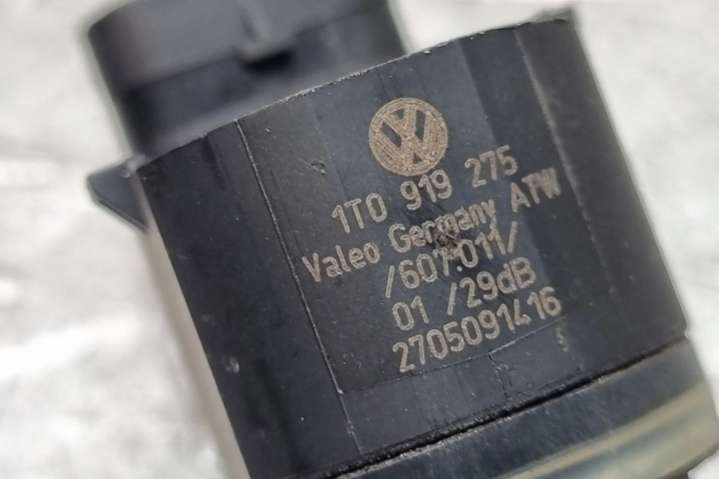 1T0 919 275
Valeo Germany ATW
/607.011/
01 /29dB
2705091416